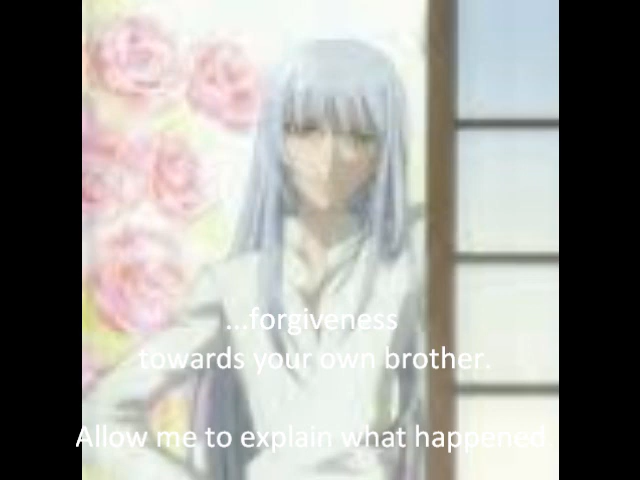 ...forgiveness
towards your own brother.
Allow me to explain what happened